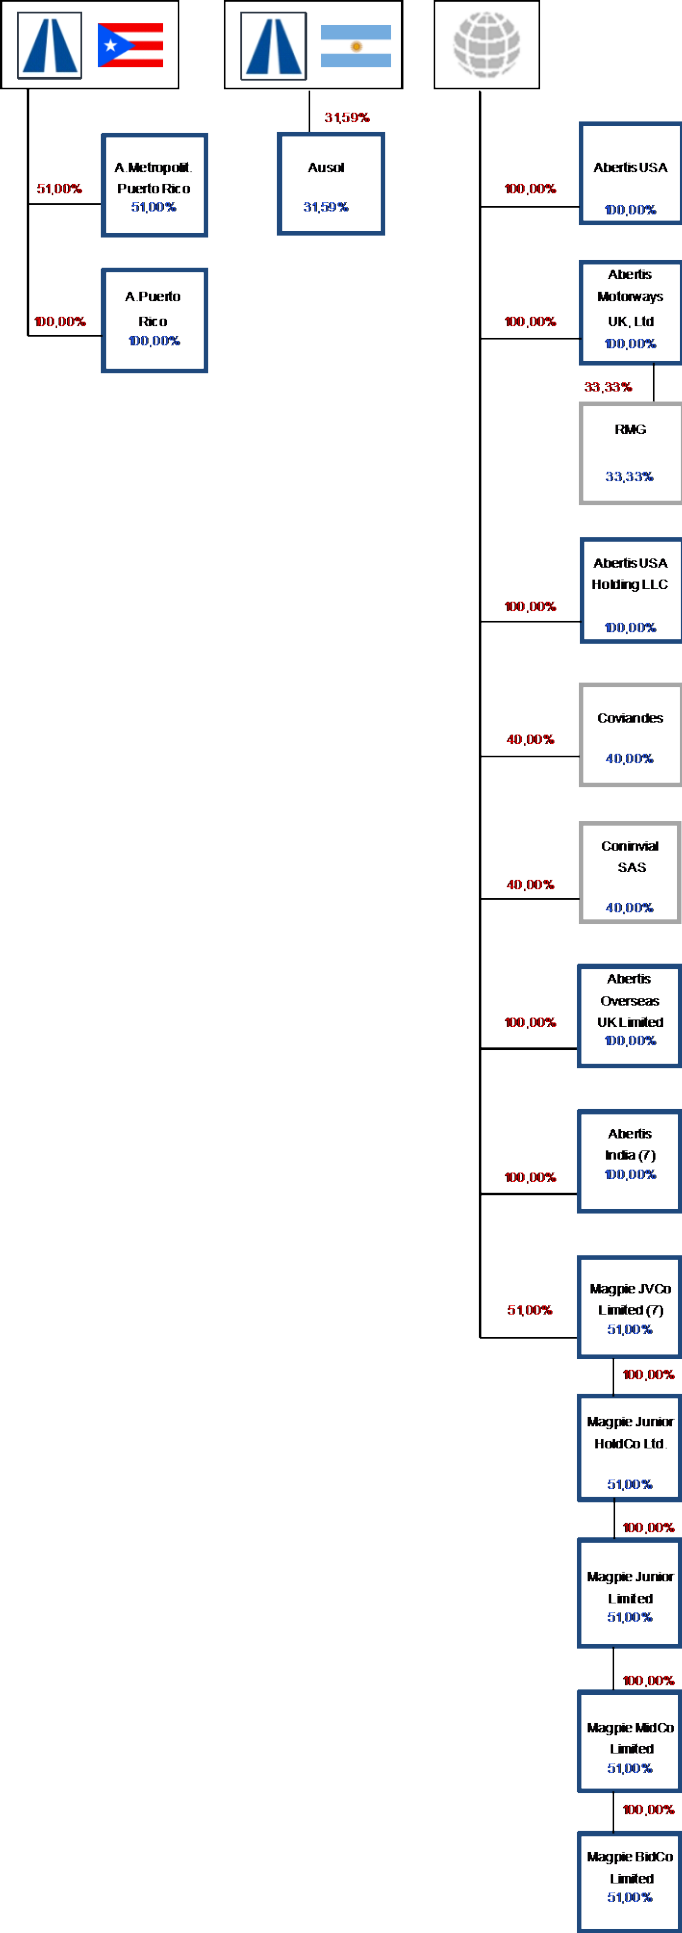 51,00%
A.Metropolit.
Puerto Rico
51,00%
100,00%
A.Puerto
Rico
100,00%
31,59%
Ausol
31,59%
100,00%
Abertis USA
100,00%
100,00%
Abertis
Motorways
UK, Ltd
100,00%
33,33%
RMG
33,33%
100,00%
Abertis USA
Holding LLC
100,00%
40,00%
Coviandes
40,00%
40,00%
Coninvial
SAS
40,00%
100,00%
Abertis
Overseas
UK Limited
100,00%
100,00%
Abertis
India (7)
100,00%
51,00%
Magpie JVCo
Limited (7)
51,00%
100,00%
Magpie Junior
HoldCo Ltd.
51,00%
100,00%
Magpie Junior
Limited
51,00%
100,00%
Magpie MidCo
Limited
51,00%
100,00%
Magpie BidCo
Limited
51,00%